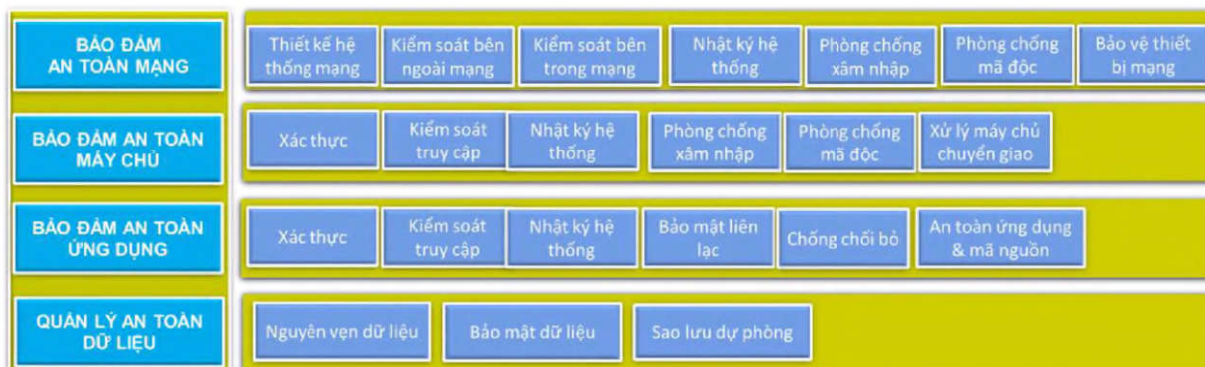 BẢO ĐẢM
AN TOÀN MẠNG
Thiết kế hệ
thống mạng
Kiểm soát bên
ngoài mạng
Kiểm soát bên
trong mạng
Nhật ký hệ
thống
Phòng chống
xâm nhập
Phòng chống
mã độc
Bảo vệ thiết
bị mạng
BẢO ĐẢM AN TOÀN
MÁY CHỦ
Xác thực
Kiểm soát
truy cập
Nhật ký hệ
thống
Phòng chống
xâm nhập
Phòng chống
mã độc
Xử lý máy chủ
chuyển giao
BẢO ĐẢM AN TOÀN
ỨNG DỤNG
Xác thực
Kiểm soát
truy cập
Nhật ký hệ
thống
Bảo mật liên
lạc
Chống chối bỏ
An toàn ứng dụng
& mã nguồn
QUẢN LÝ AN TOÀN
DỮ LIỆU
Nguyên vẹn dữ liệu
Bảo mật dữ liệu
Sao lưu dự phòng